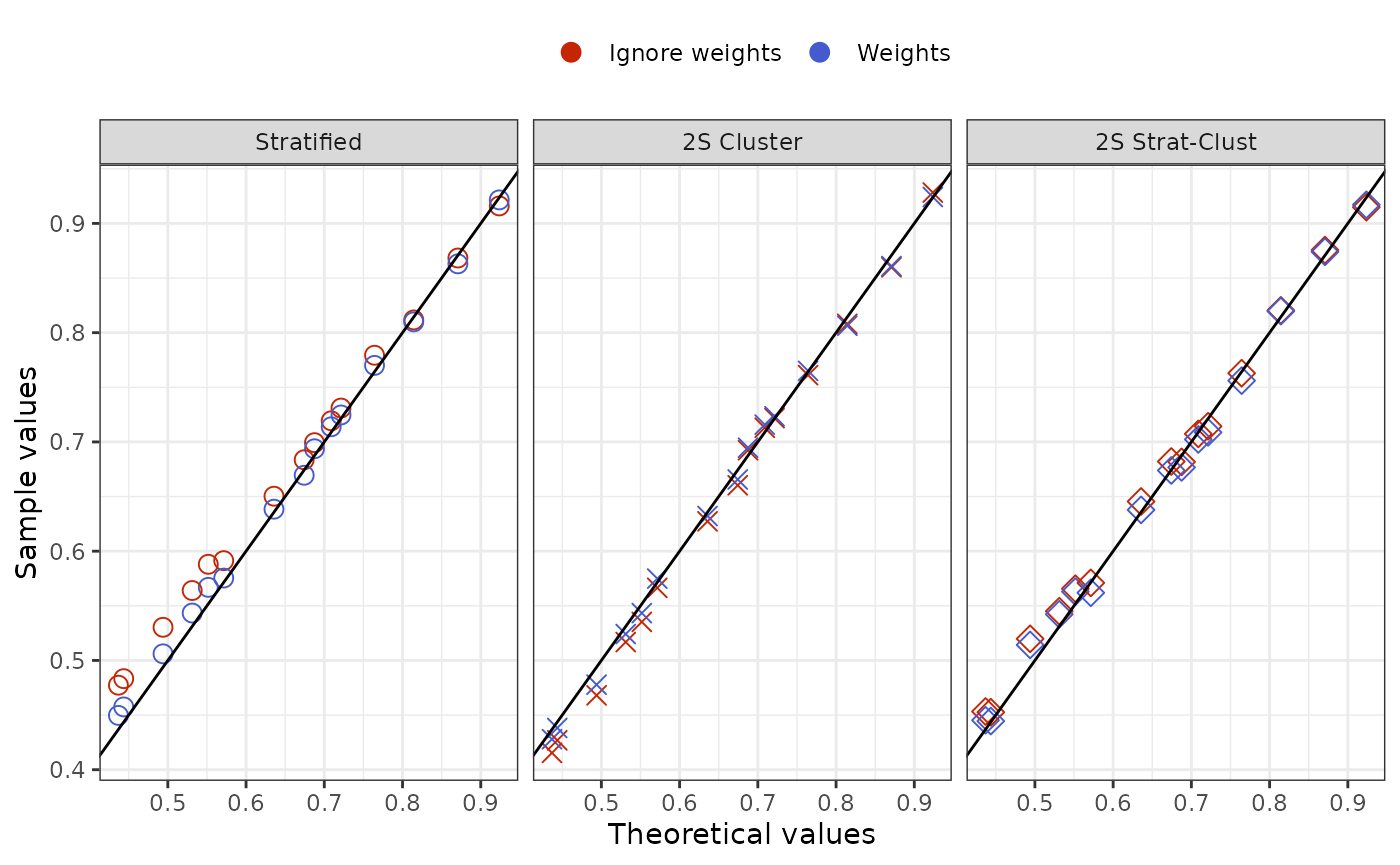 Ignore weights Weights
Stratified 2S Cluster 2S Strat-Clust
Sample values
0.9
0.8
0.7
0.6
0.5
0.4
0.5 0.6 0.7 0.8 0.9 0.5 0.6 0.7 0.8 0.9 0.5 0.6 0.7 0.8 0.9
Theoretical values